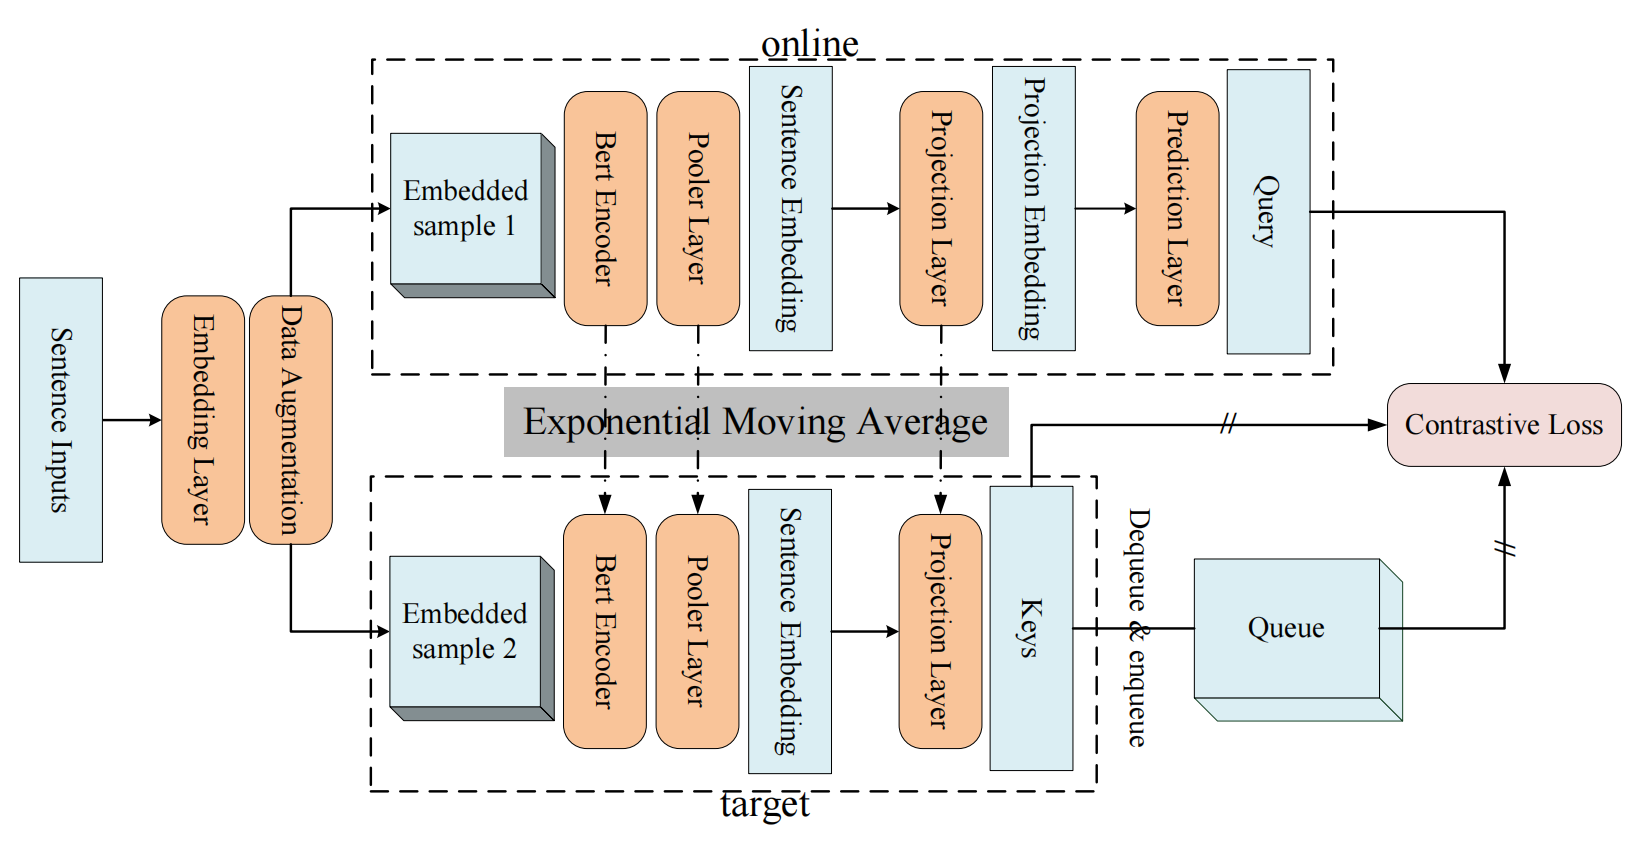 online
Sentence Inputs
Embedding Layer
Data Augmentation
Embedded
sample 1
Bert Encoder
Pooler Layer
Sentence Embedding
Projection Layer
Projection Embedding
Prediction Layer
Query
Exponential Moving Average
Contrastive Loss
Embedded
sample 2
Bert Encoder
Pooler Layer
Sentence Embedding
Projection Layer
Keys
Dequeue & enqueue
Queue
target
//
//